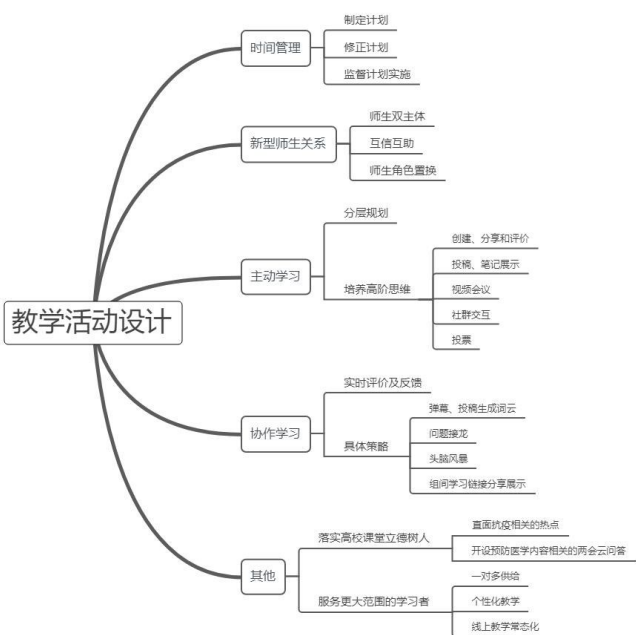 教学活动设计
时间管理
制定计划
修正计划
监督计划实施
新型师生关系
师生双主体
互信互助
师生角色置换
主动学习
分层规划
培养高阶思维
创建、分享和评价
投稿、笔记展示
视频会议
社群交互
投票
协作学习
实时评价及反馈
具体策略
弹幕、投稿生成词云
问题接龙
头脑风暴
组间学习链接分享展示
其他
落实高校课堂立德树人
直面抗疫相关的热点
开设预防医学内容相关的两会云问答
服务更大范围的学习者
一对多供给
个性化教学
线上教学常态化